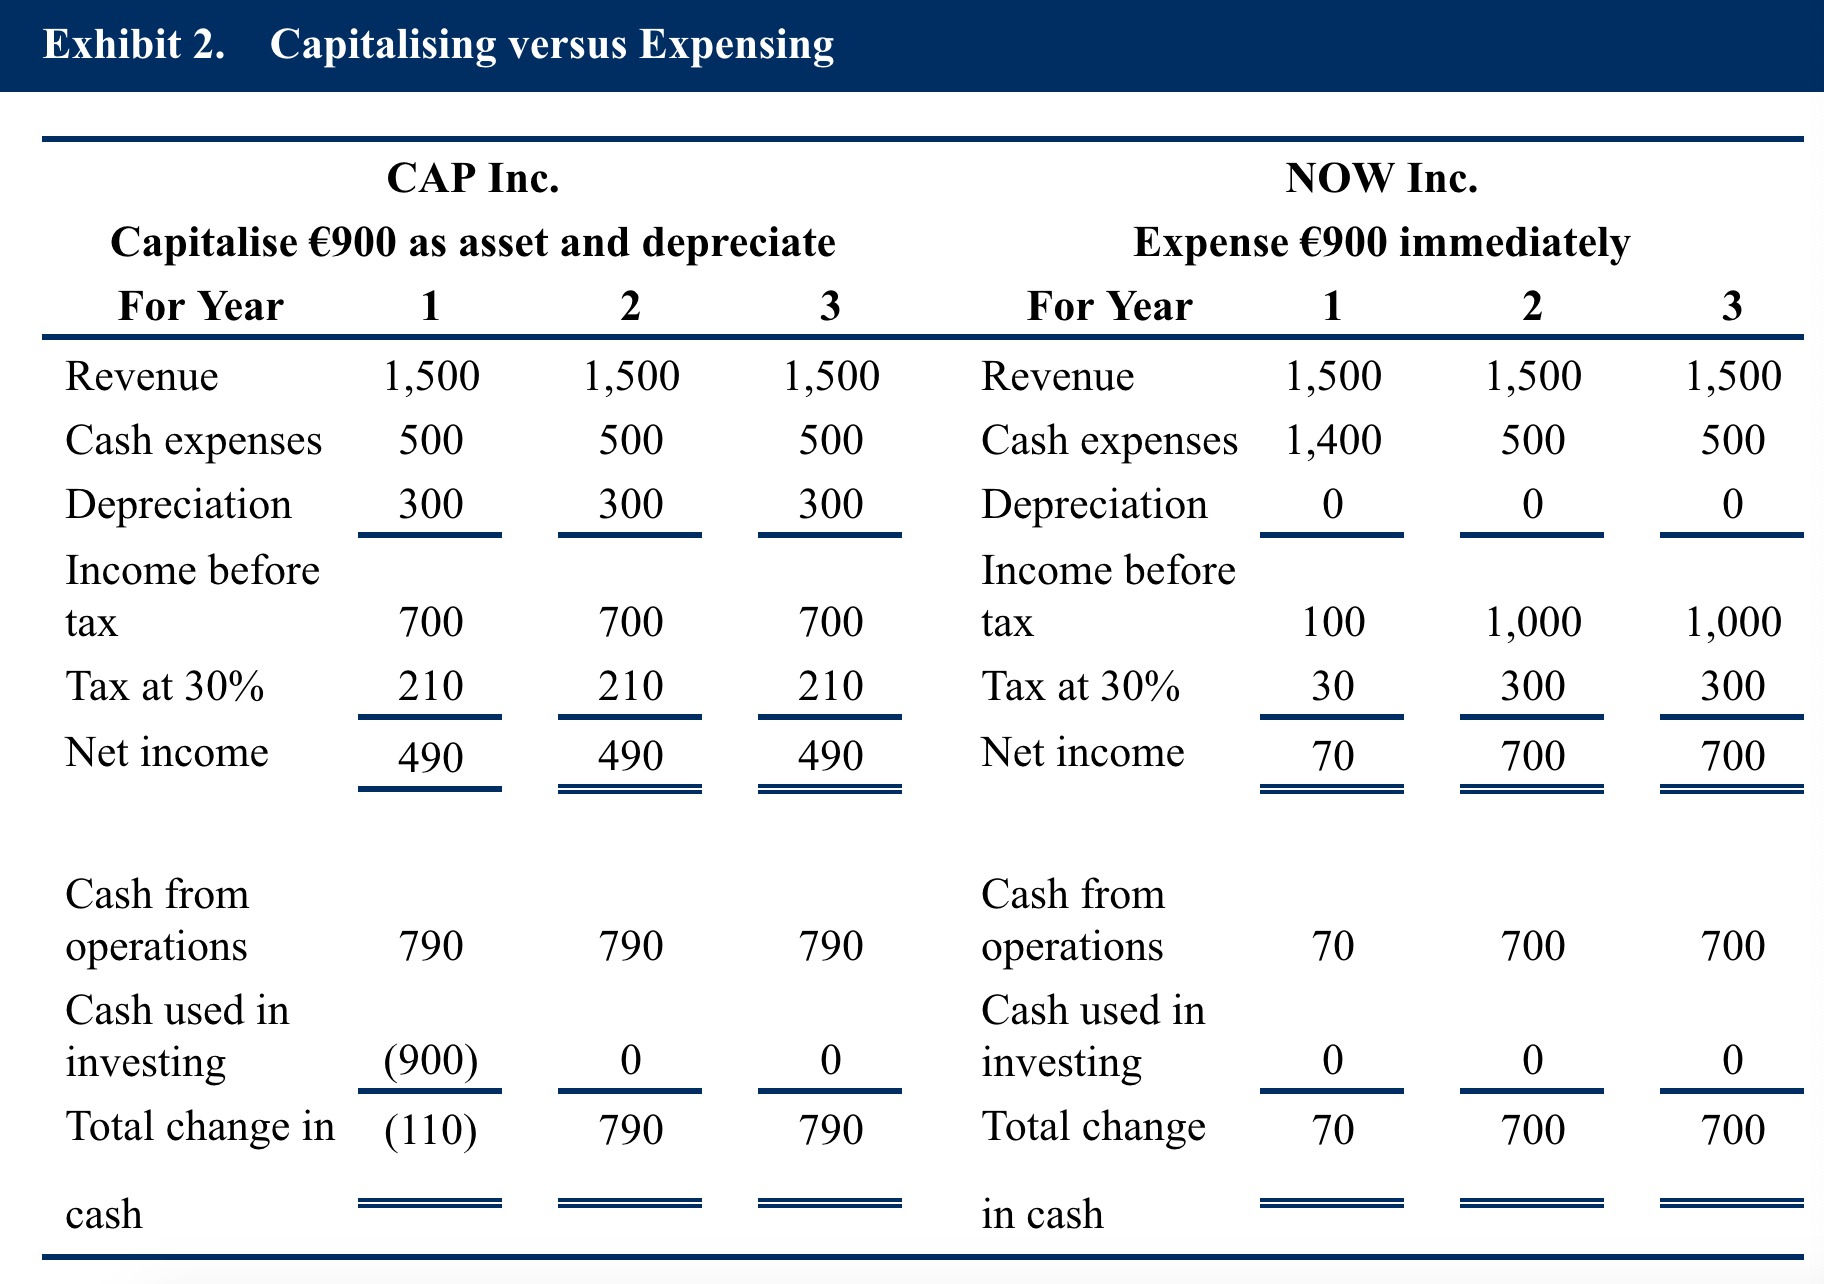 Exhibit 2. Capitalising versus Expensing
CAP Inc. NOW Inc.
Capitalise €900 as asset and depreciate Expense €900 immediately
For Year 1 2 3 For Year 1 2 3
Revenue 1,500 1,500 1,500 Revenue 1,500 1,500 1,500
Cash expenses 500 500 500 Cash expenses 1,400 500 500
Depreciation 300 300 300 Depreciation 0 0 0
Income before Income before
tax 700 700 700 tax 100 1,000 1,000
Tax at 30% 210 210 210 Tax at 30% 30 300 300
Net income 490 490 490 Net income 70 700 700
Cash from Cash from
operations 790 790 790 operations 70 700 700
Cash used in Cash used in
investing (900) 0 0 investing 0 0 0
Total change in (110) 790 790 Total change 70 700 700
cash in cash